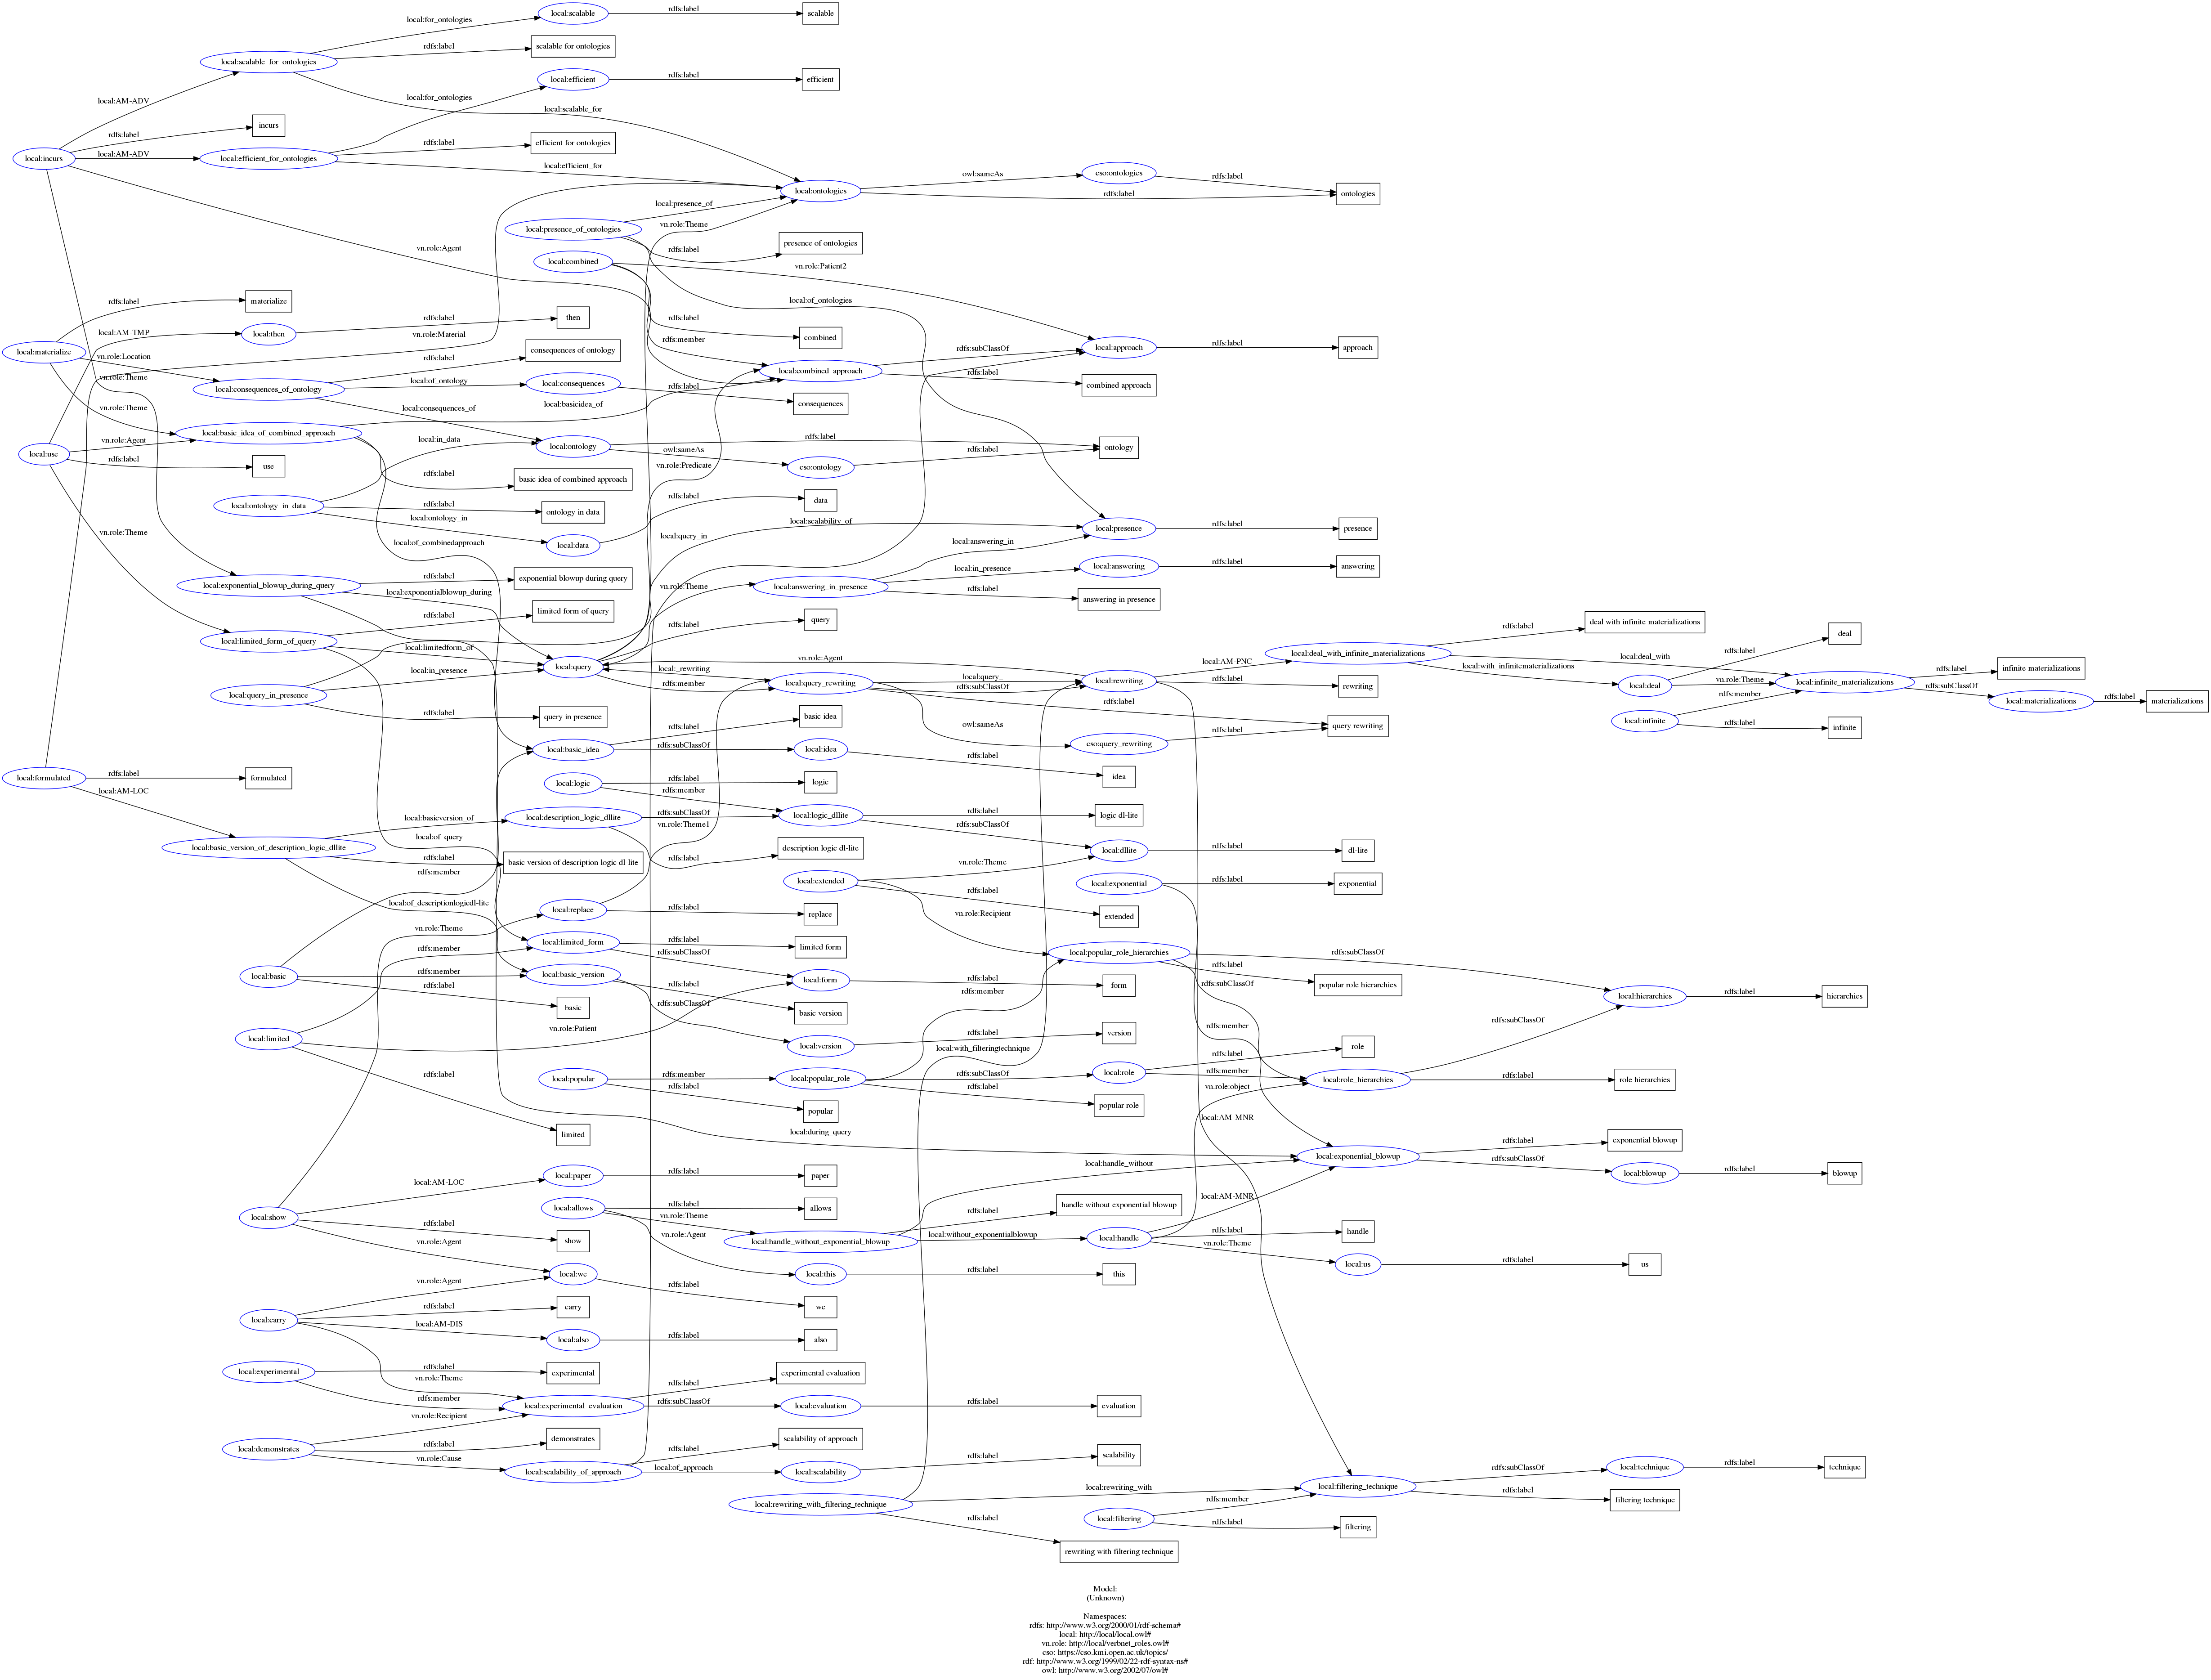 local:scalable
rdfs:label
scalable
local:for_ontologies
rdfs:label
scalable for ontologies
local:scalable_for_ontologies
local:efficient
rdfs:label
efficient
local:for_ontologies
local:AM-ADV
local:scalable_for
incurs
rdfs:label
rdfs:label
efficient for ontologies
local:incurs
local:AM-ADV
local:efficient_for_ontologies
local:efficient_for
cso:ontologies
owl:sameAs
rdfs:label
local:ontologies
rdfs:label
ontologies
local:presence_of
vn.role:Theme
local:presence_of_ontologies
rdfs:label
presence of ontologies
vn.role:Agent
local:combined
vn.role:Patient2
rdfs:label
materialize
local:of_ontologies
local:AM-TMP
local:then
rdfs:label
then
vn.role:Material
rdfs:label
combined
rdfs:member
local:materialize
vn.role:Location
rdfs:label
consequences of ontology
local:approach
rdfs:label
approach
rdfs:subClassOf
vn.role:Theme
local:consequences_of_ontology
local:of_ontology
local:consequences
rdfs:label
local:combined_approach
rdfs:label
combined approach
vn.role:Theme
local:consequences_of
local:basicidea_of
consequences
local:basic_idea_of_combined_approach
vn.role:Agent
local:in_data
local:ontology
rdfs:label
ontology
local:use
rdfs:label
use
owl:sameAs
cso:ontology
rdfs:label
vn.role:Predicate
rdfs:label
basic idea of combined approach
local:ontology_in_data
rdfs:label
ontology in data
rdfs:label
data
local:ontology_in
local:data
vn.role:Theme
local:of_combinedapproach
local:query_in
local:scalability_of
local:presence
rdfs:label
presence
local:answering_in
local:exponential_blowup_during_query
rdfs:label
exponential blowup during query
local:exponentialblowup_during
vn.role:Theme
local:answering_in_presence
local:in_presence
local:answering
rdfs:label
answering
rdfs:label
answering in presence
rdfs:label
limited form of query
local:limited_form_of_query
local:limitedform_of
rdfs:label
query
local:query
vn.role:Agent
local:_rewriting
rdfs:member
local:query_rewriting
local:query_
rdfs:subClassOf
local:rewriting
local:AM-PNC
rdfs:label
rewriting
local:deal_with_infinite_materializations
rdfs:label
deal with infinite materializations
local:deal_with
local:with_infinitematerializations
rdfs:label
deal
local:deal
vn.role:Theme
rdfs:member
local:infinite_materializations
rdfs:label
infinite materializations
rdfs:subClassOf
local:materializations
rdfs:label
materializations
local:infinite
rdfs:label
infinite
local:query_in_presence
local:in_presence
rdfs:label
query in presence
rdfs:label
query rewriting
owl:sameAs
cso:query_rewriting
rdfs:label
rdfs:label
basic idea
local:basic_idea
rdfs:subClassOf
local:idea
rdfs:label
idea
local:formulated
rdfs:label
formulated
local:AM-LOC
local:logic
rdfs:label
logic
rdfs:member
local:basicversion_of
local:description_logic_dllite
rdfs:subClassOf
local:logic_dllite
rdfs:label
logic dl-lite
rdfs:subClassOf
vn.role:Theme1
local:of_query
local:basic_version_of_description_logic_dllite
rdfs:label
basic version of description logic dl-lite
rdfs:label
description logic dl-lite
local:dllite
rdfs:label
dl-lite
vn.role:Theme
rdfs:member
local:extended
rdfs:label
extended
vn.role:Recipient
local:exponential
rdfs:label
exponential
local:of_descriptionlogicdl-lite
local:replace
rdfs:label
replace
vn.role:Theme
rdfs:member
local:limited_form
rdfs:label
limited form
rdfs:subClassOf
local:popular_role_hierarchies
rdfs:subClassOf
rdfs:label
popular role hierarchies
rdfs:subClassOf
local:basic
rdfs:member
rdfs:label
basic
local:basic_version
rdfs:label
basic version
rdfs:subClassOf
local:form
rdfs:label
form
rdfs:member
local:hierarchies
rdfs:label
hierarchies
local:limited
vn.role:Patient
rdfs:label
limited
local:version
rdfs:label
version
local:with_filteringtechnique
rdfs:member
rdfs:subClassOf
local:popular
rdfs:member
rdfs:label
popular
local:popular_role
rdfs:subClassOf
rdfs:label
popular role
local:role
rdfs:label
role
rdfs:member
local:role_hierarchies
rdfs:label
role hierarchies
vn.role:object
local:AM-MNR
local:during_query
local:exponential_blowup
rdfs:label
exponential blowup
rdfs:subClassOf
local:blowup
rdfs:label
blowup
local:handle_without
local:AM-MNR
local:paper
rdfs:label
paper
local:AM-LOC
local:show
rdfs:label
show
vn.role:Agent
local:allows
rdfs:label
allows
vn.role:Theme
vn.role:Agent
rdfs:label
handle without exponential blowup
local:handle_without_exponential_blowup
local:without_exponentialblowup
local:handle
rdfs:label
handle
vn.role:Theme
local:us
rdfs:label
us
local:we
rdfs:label
we
local:this
rdfs:label
this
vn.role:Agent
local:carry
rdfs:label
carry
local:AM-DIS
local:also
rdfs:label
also
local:experimental
rdfs:label
experimental
vn.role:Theme
rdfs:member
rdfs:label
experimental evaluation
local:experimental_evaluation
rdfs:subClassOf
local:evaluation
rdfs:label
evaluation
vn.role:Recipient
local:demonstrates
rdfs:label
demonstrates
vn.role:Cause
rdfs:label
scalability of approach
local:scalability_of_approach
local:of_approach
local:scalability
rdfs:label
scalability
local:rewriting_with_filtering_technique
local:rewriting_with
rdfs:label
rewriting with filtering technique
local:filtering_technique
rdfs:subClassOf
local:technique
rdfs:label
technique
rdfs:label
filtering technique
rdfs:member
local:filtering
rdfs:label
filtering
Model:
(Unknown)
Namespaces:
rdfs: http://www.w3.org/2000/01/rdf-schema#
local: http://local/local.owl#
vn.role: http://local/verbnet_roles.owl#
cso: https://cso.kmi.open.ac.uk/topics/
rdf: http://www.w3.org/1999/02/22-rdf-syntax-ns#
owl: http://www.w3.org/2002/07/owl#